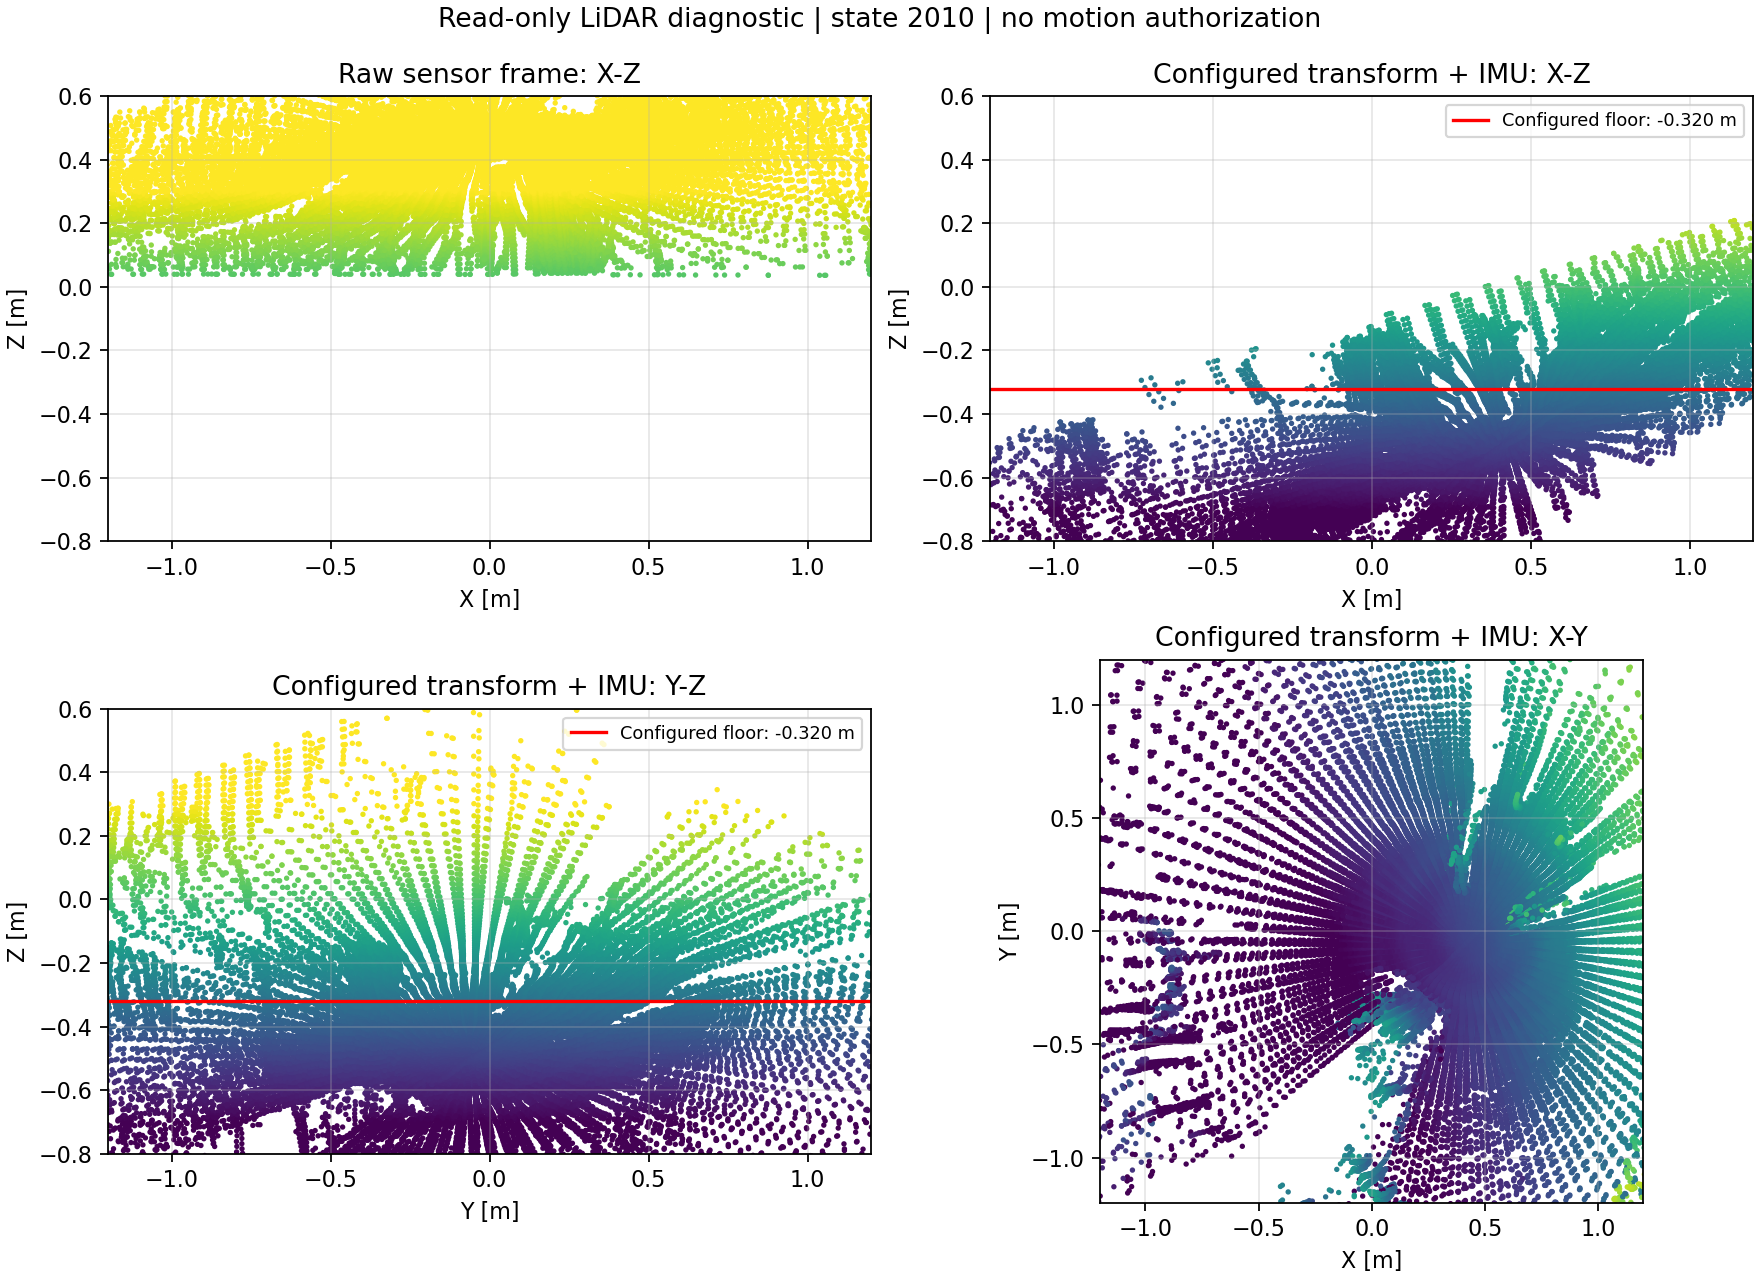 Read-only LiDAR diagnostic | state 2010 | no motion authorization
Raw sensor frame: X-Z
0.6
0.4
0.2
0.0
−0.2
−0.4
−0.6
−0.8
Z [m]
−1.0 −0.5 0.0 0.5 1.0
X [m]
Configured transform + IMU: X-Z
Configured floor: -0.320 m
0.6
0.4
0.2
0.0
−0.2
−0.4
−0.6
−0.8
Z [m]
−1.0 −0.5 0.0 0.5 1.0
X [m]
Configured transform + IMU: Y-Z
Configured floor: -0.320 m
0.6
0.4
0.2
0.0
−0.2
−0.4
−0.6
−0.8
Z [m]
−1.0 −0.5 0.0 0.5 1.0
Y [m]
Configured transform + IMU: X-Y
1.0
0.5
0.0
−0.5
−1.0
Y [m]
−1.0 −0.5 0.0 0.5 1.0
X [m]